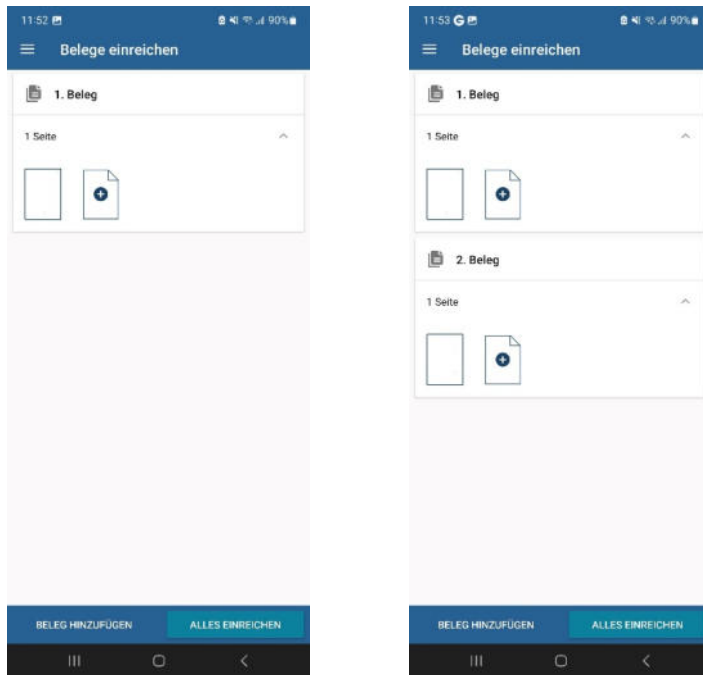 11:52
90%
Belege einreichen
1. Beleg
1 Seite
BELEG HINZUFÜGEN
ALLES EINREICHEN
11:53 G
90%
Belege einreichen
1. Beleg
1 Seite
2. Beleg
1 Seite
BELEG HINZUFÜGEN
ALLES EINREICHEN